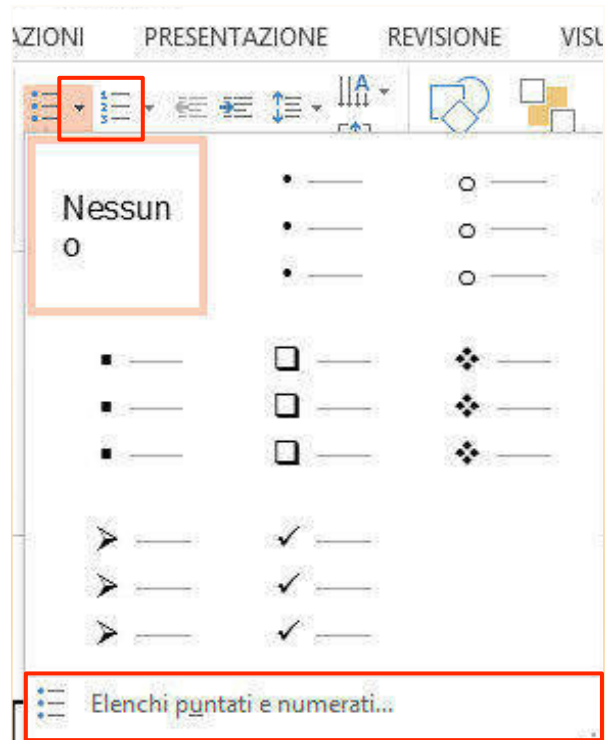 AZIONI PRESENTAZIONE REVISIONE VISU
Nessun
o
Elenchi puntati e numerati...